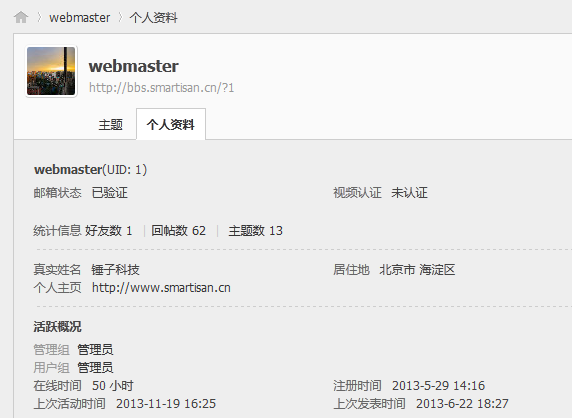 webmaster 个人资料
webmaster
http://bbs.smartisan.cn/?1
主题 个人资料
webmaster(UID: 1)
邮箱状态 已验证 视频认证 未认证
统计信息 好友数 1 | 回帖数 62 | 主题数 13
真实姓名 锤子科技 居住地 北京市 海淀区
个人主页 http://www.smartisan.cn
活跃概况
管理组 管理员
用户组 管理员
在线时间 50 小时 注册时间 2013-5-29 14:16
上次活动时间 2013-11-19 16:25 上次发表时间 2013-6-22 18:27